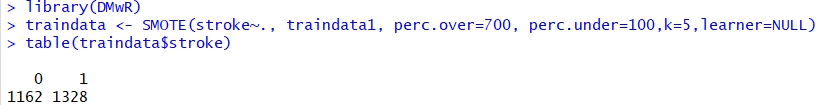 > library(DMwR)
> traindata <- SMOTE(stroke~., traindata1, perc.over=700, perc.under=100,k=5,learner=NULL)
> table(traindata$stroke)
0 1
1162 1328